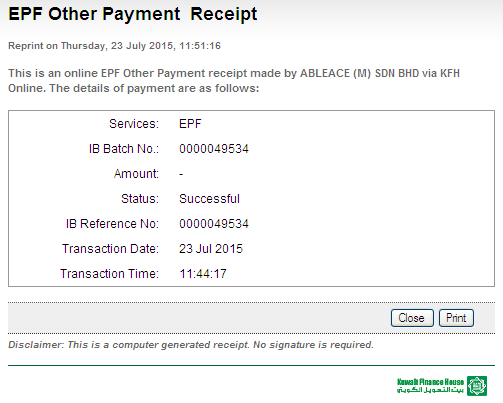 EPF Other Payment Receipt
Reprint on Thursday, 23 July 2015, 11:51:16
This is an online EPF Other Payment receipt made by ABLEACE (M) SDN BHD via KFH
Online. The details of payment are as follows:
Services: EPF
IB Batch No.: 0000049534
Amount: -
Status: Successful
IB Reference No: 0000049534
Transaction Date: 23 Jul 2015
Transaction Time: 11:44:17
Close Print
Disclaimer: This is a computer generated receipt. No signature is required.
Kuwait Finance House
بيت التمويل الكويتي